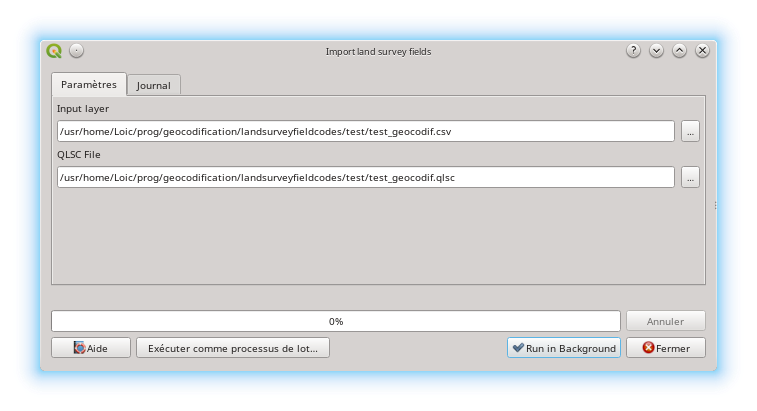 Import land survey fields
Paramètres
Journal
Input layer
/usr/home/Loic/prog/geocodification/landsurveyfieldcodes/test/test_geocodif.csv
...
QLSC File
/usr/home/Loic/prog/geocodification/landsurveyfieldcodes/test/test_geocodif.qlsc
...
0%
Annuler
Aide
Exécuter comme processus de lot...
Run in Background
Fermer